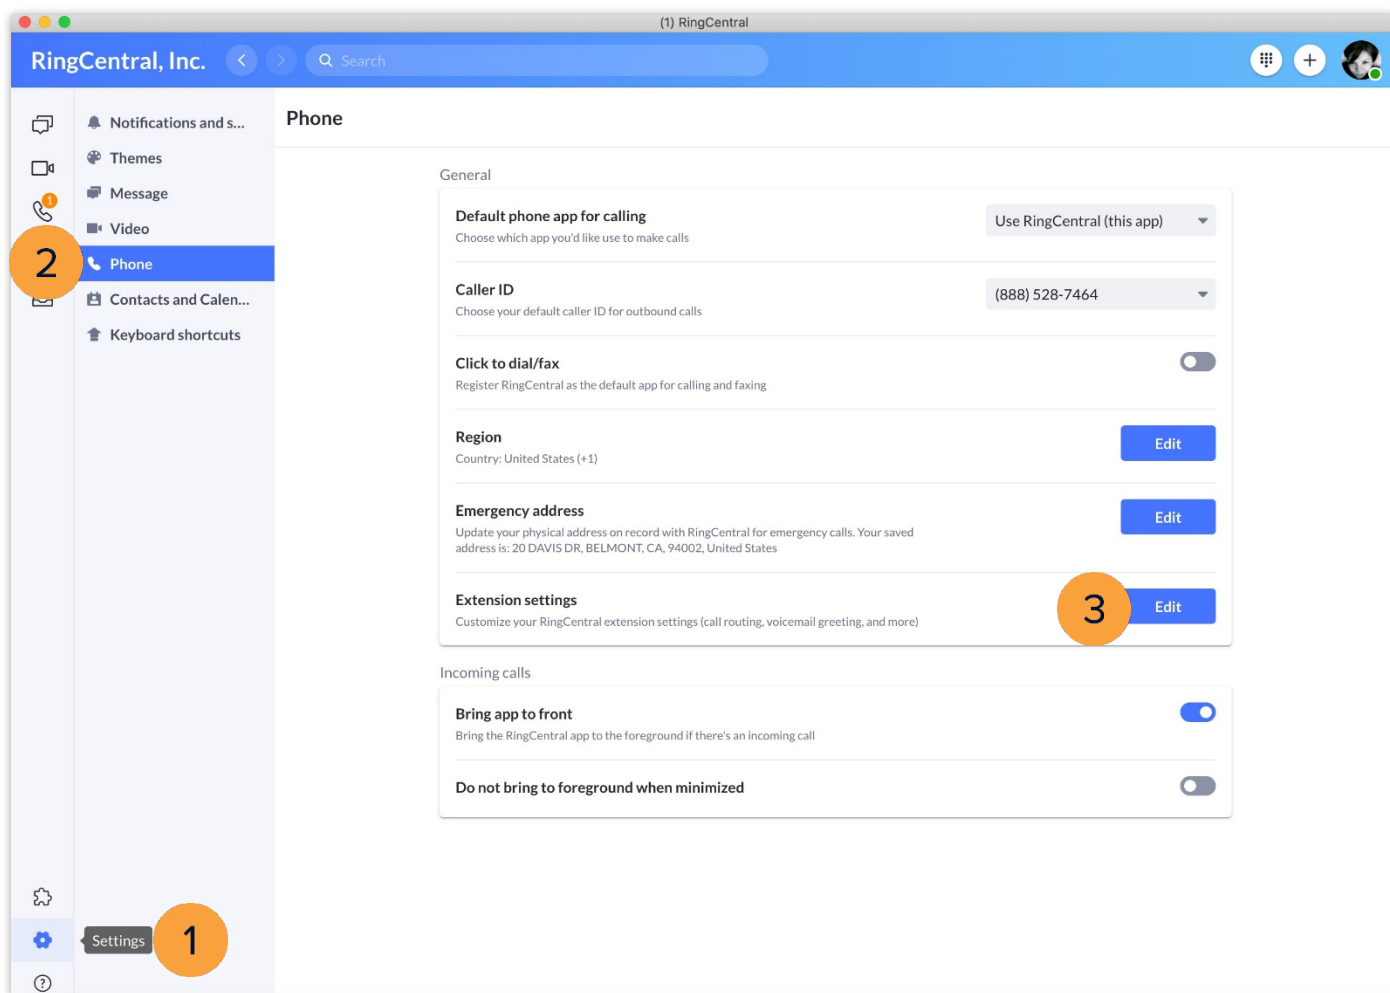 (1) RingCentral
RingCentral, Inc.
Search
Notifications and s...
Themes
Message
Video
Phone
Contacts and Calen...
Keyboard shortcuts
1
2
Settings
1
Phone
General
Default phone app for calling
Choose which app you'd like use to make calls
Use RingCentral (this app)
Caller ID
Choose your default caller ID for outbound calls
(888) 528-7464
Click to dial/fax
Register RingCentral as the default app for calling and faxing
Region
Country: United States (+1)
Edit
Emergency address
Update your physical address on record with RingCentral for emergency calls. Your saved
address is: 20 DAVIS DR, BELMONT, CA, 94002, United States
Edit
Extension settings
Customize your RingCentral extension settings (call routing, voicemail greeting, and more)
3
Edit
Incoming calls
Bring app to front
Bring the RingCentral app to the foreground if there's an incoming call
Do not bring to foreground when minimized